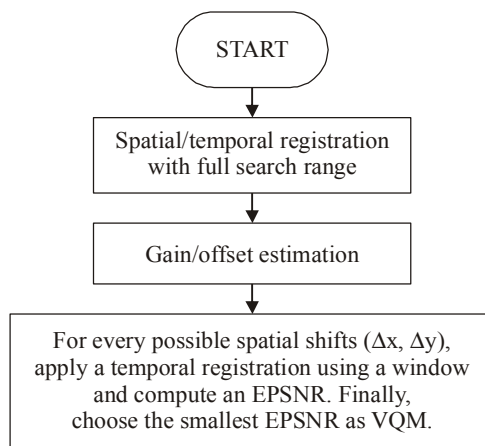 START
Spatial/temporal registration
with full search range
Gain/offset estimation
For every possible spatial shifts (Δx, Δy),
apply a temporal registration using a window
and compute an EPSNR. Finally,
choose the smallest EPSNR as VQM.